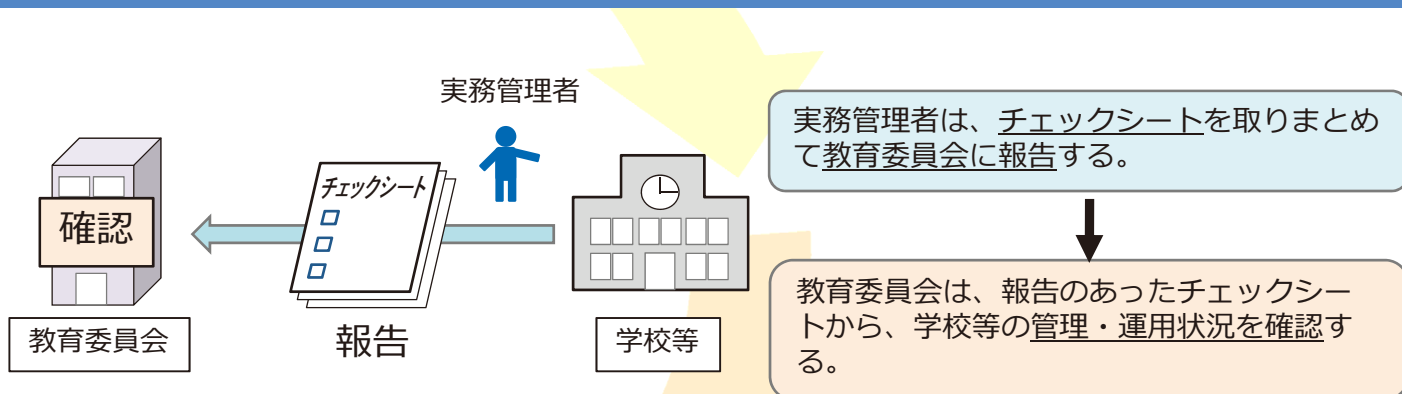 実務管理者
チェックシート
確認
教育委員会
報告
学校等
実務管理者は、チェックシートを取りまとめ
て教育委員会に報告する。
教育委員会は、報告のあったチェックシー
トから、学校等の管理・運用状況を確認す
る。